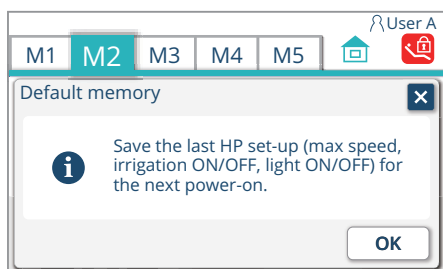 User A
M1 M2 M3 M4 M5
Default memory
Save the last HP set-up (max speed,
irrigation ON/OFF, light ON/OFF) for
the next power-on.
OK